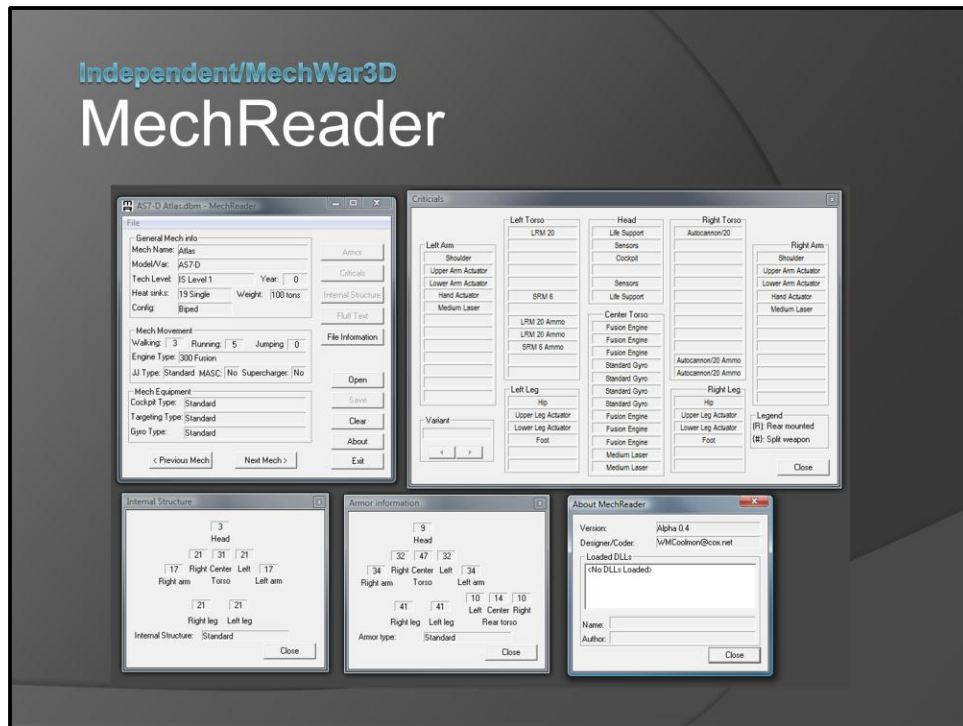 Independent/MechWar3D
MechReader
AS7-D Atlas.dbm - MechReader
File
General Mech info
Mech Name: Atlas
Model/Var: AS7-D
Tech Level: IS Level 1 Year: 0
Heat sinks: 19 Single Weight: 100 tons
Config: Biped
Mech Movement
Walking: 3 Running: 5 Jumping 0
Engine Type: 300 Fusion
JJ Type: Standard MASC: No Supercharger: No
Mech Equipment
Cockpit Type: Standard
Targeting Type: Standard
Gyro Type: Standard
< Previous Mech Next Mech >
Armor
Criticals
Internal Structure
Fluff Text
File Information
Open
Save
Clear
About
Exit
Criticials
Left Arm
Shoulder
Upper Arm Actuator
Lower Arm Actuator
Hand Actuator
Medium Laser
Variant
< >
Left Torso
LRM 20
SRM 6
LRM 20 Ammo
LRM 20 Ammo
SRM 6 Ammo
Left Leg
Hip
Upper Leg Actuator
Lower Leg Actuator
Foot
Head
Life Support
Sensors
Cockpit
Sensors
Life Support
Center Torso
Fusion Engine
Fusion Engine
Fusion Engine
Standard Gyro
Standard Gyro
Standard Gyro
Standard Gyro
Fusion Engine
Fusion Engine
Fusion Engine
Medium Laser
Medium Laser
Right Torso
Autocannon/20
Autocannon/20 Ammo
Autocannon/20 Ammo
Right Leg
Hip
Upper Leg Actuator
Lower Leg Actuator
Foot
Right Arm
Shoulder
Upper Arm Actuator
Lower Arm Actuator
Hand Actuator
Medium Laser
Legend
(R): Rear mounted
(#): Split weapon
Close
Internal Structure
3
Head
21 31 21
17 Right Center Left 17
Right arm Torso Left arm
21 21
Right leg Left leg
Internal Structure: Standard
Close
Armor information
9
Head
32 47 32
34 Right Center Left 34
Right arm Torso Left arm
10 14 10
41 41 Left Center Right
Right leg Left leg Rear torso
Armor type: Standard
Close
About MechReader
Version: Alpha 0.4
Designer/Coder: WMCoolmon@cox.net
Loaded DLLs
<No DLLs Loaded>
Name:
Author:
Close